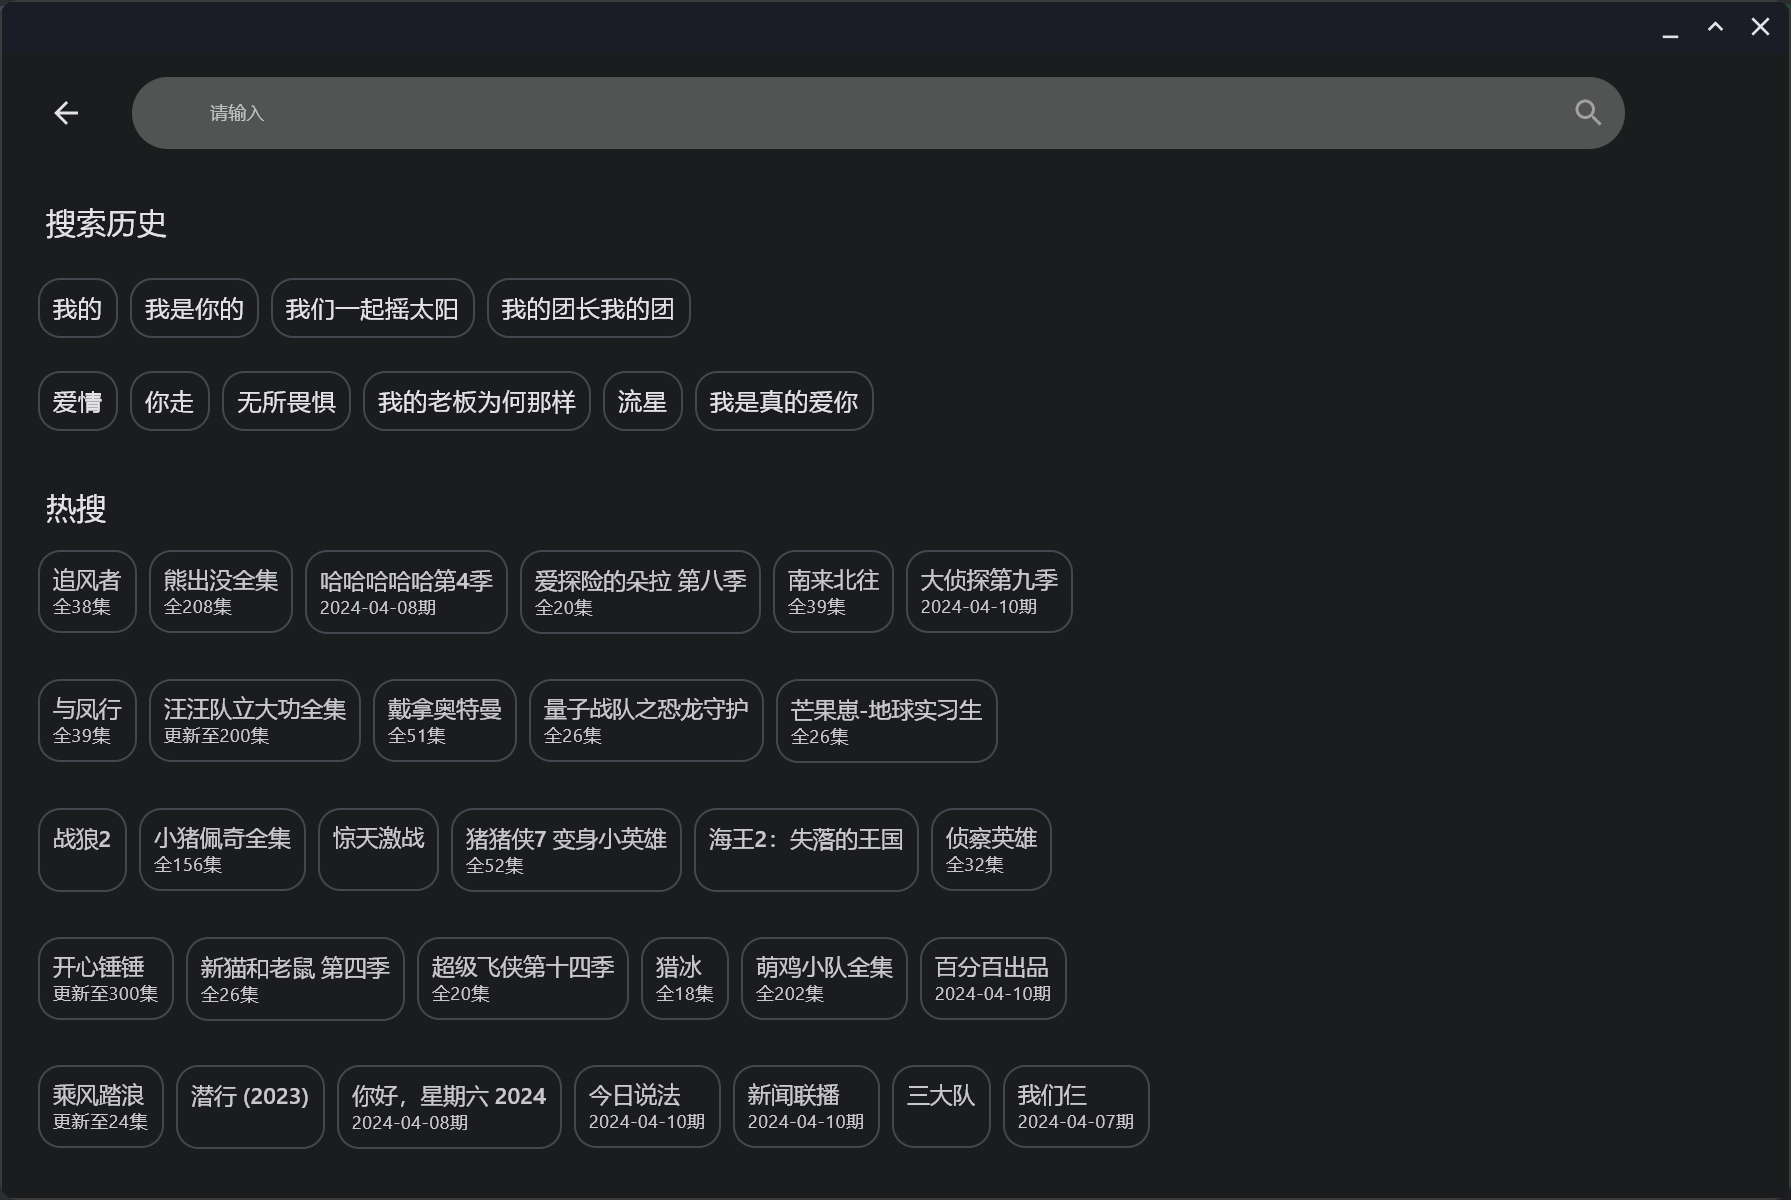 请输入
搜索历史
我的 我是你的 我们一起摇太阳 我的团长我的团
爱情 你走 无所畏惧 我的老板为何那样 流星 我是真的爱你
热搜
追风者 熊出没全集 哈哈哈哈哈第4季 爱探险的朵拉 第八季 南来北往 大侦探第九季
全38集 全208集 2024-04-08期 全20集 全39集 2024-04-10期
与凤行 汪汪队立大功全集 戴拿奥特曼 量子战队之恐龙守护 芒果崽-地球实习生
全39集 更新至200集 全51集 全26集 全26集
战狼2 小猪佩奇全集 惊天激战 猪猪侠7 变身小英雄 海王2：失落的王国 侦察英雄
全156集 全52集 全32集
开心锤锤 新猫和老鼠 第四季 超级飞侠第十四季 猎冰 萌鸡小队全集 百分百出品
更新至300集 全26集 全20集 全18集 全202集 2024-04-10期
乘风踏浪 潜行 (2023) 你好，星期六 2024 今日说法 新闻联播 三大队 我们仨
更新至24集 2024-04-08期 2024-04-10期 2024-04-10期 2024-04-07期